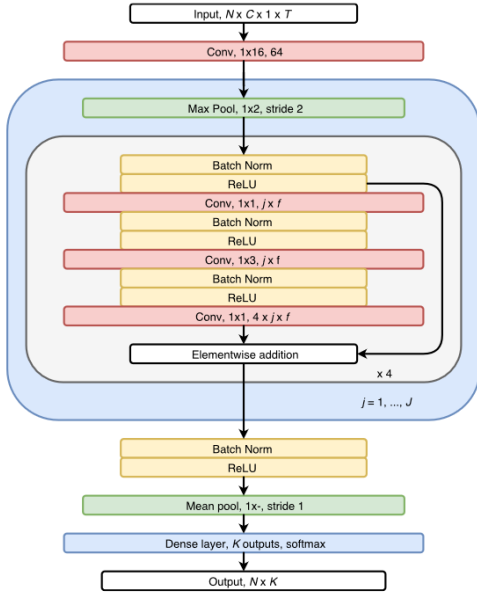 Input, N x C x 1 x T
Conv, 1x16, 64
Max Pool, 1x2, stride 2
Batch Norm
ReLU
Conv, 1x1, j x f
Batch Norm
ReLU
Conv, 1x3, j x f
Batch Norm
ReLU
Conv, 1x1, 4 x j x f
Elementwise addition
x 4
j = 1, ..., J
Batch Norm
ReLU
Mean pool, 1x-, stride 1
Dense layer, K outputs, softmax
Output, N x K